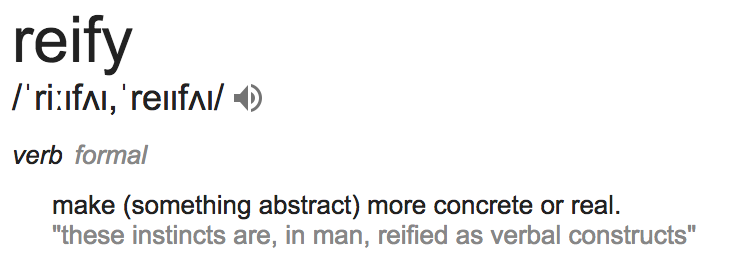 reify
/ˈriːɪfʌɪ,ˈreɪɪfʌɪ/
verb formal
make (something abstract) more concrete or real.
"these instincts are, in man, reified as verbal constructs"